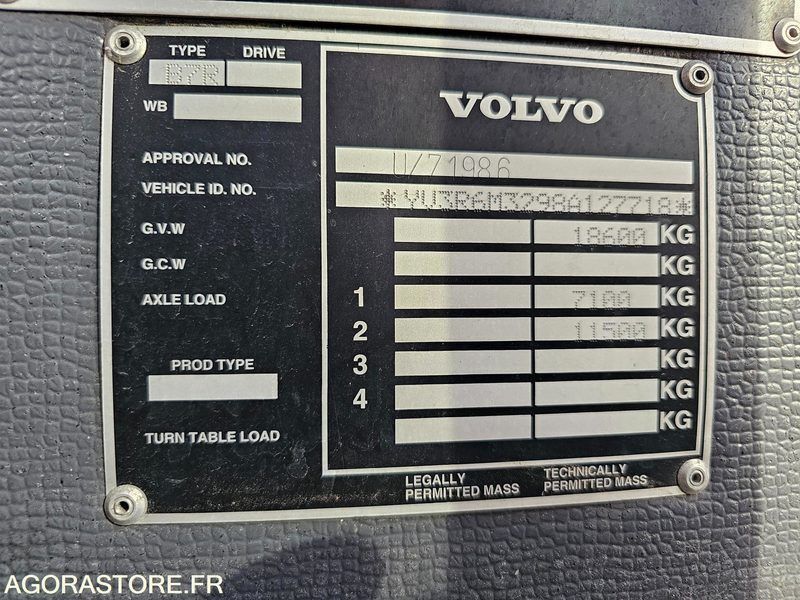 TYPE DRIVE
B7R
WB
VOLVO
APPROVAL NO. U/71986
VEHICLE ID. NO. *YV3R6M3298A127718*
G.V.W 18600 KG
G.C.W KG
AXLE LOAD 1 7100 KG
2 11500 KG
3 KG
PROD TYPE
4 KG
TURN TABLE LOAD KG
LEGALLY PERMITTED MASS
TECHNICALLY PERMITTED MASS
AGORASTORE.FR